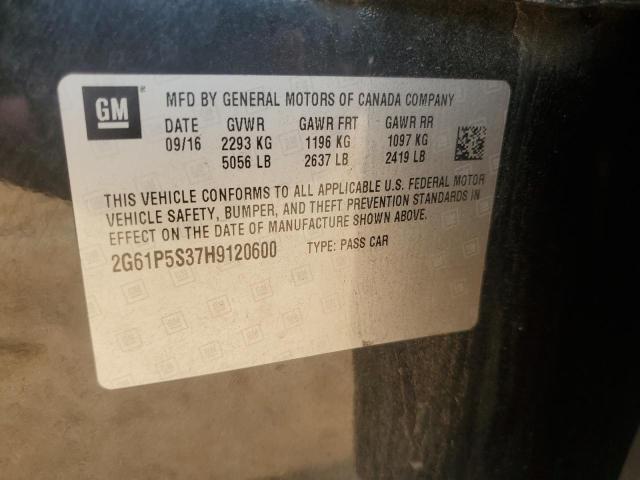 GM
MFD BY GENERAL MOTORS OF CANADA COMPANY
DATE GVWR GAWR FRT GAWR RR
09/16 2293 KG 1196 KG 1097 KG
5056 LB 2637 LB 2419 LB
THIS VEHICLE CONFORMS TO ALL APPLICABLE U.S. FEDERAL MOTOR
VEHICLE SAFETY, BUMPER, AND THEFT PREVENTION STANDARDS IN
EFFECT ON THE DATE OF MANUFACTURE SHOWN ABOVE.
2G61P5S37H9120600 TYPE: PASS CAR